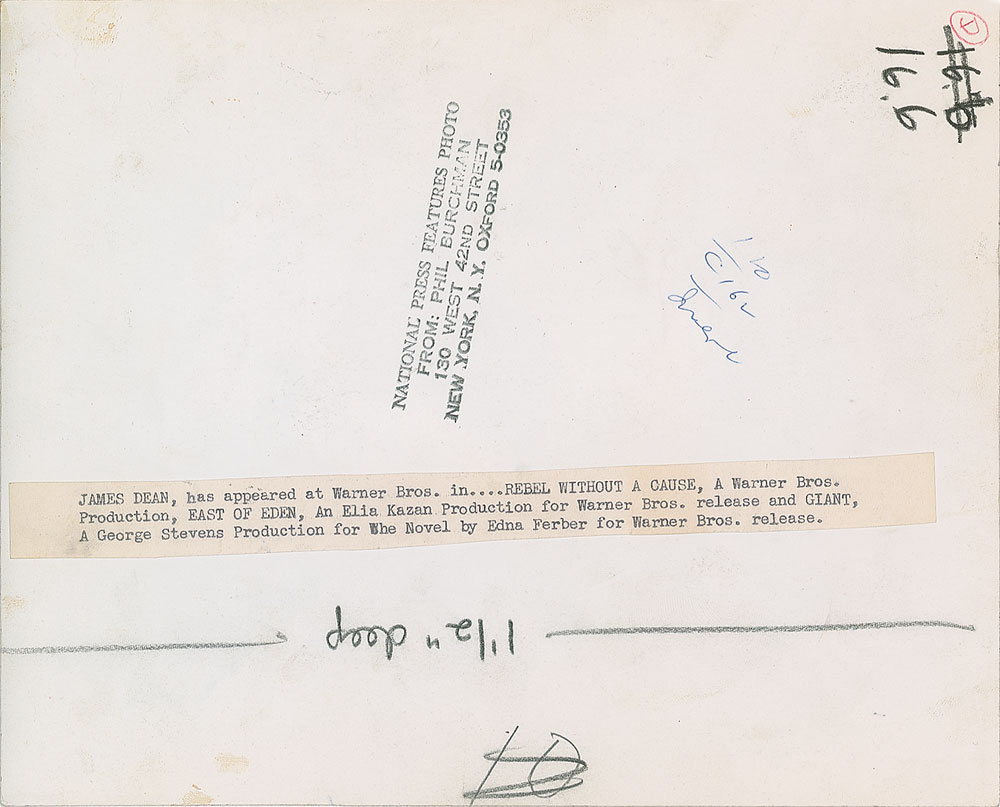 16.6
NATIONAL PRESS FEATURES PHOTO
FROM: PHIL BURCHMAN
130 WEST 42ND STREET
NEW YORK, N.Y. OXFORD 5-0353
JAMES DEAN, has appeared at Warner Bros. in....REBEL WITHOUT A CAUSE, A Warner Bros.
Production, EAST OF EDEN, An Elia Kazan Production for Warner Bros. release and GIANT,
A George Stevens Production for Whe Novel by Edna Ferber for Warner Bros. release.
1 1/2" deep